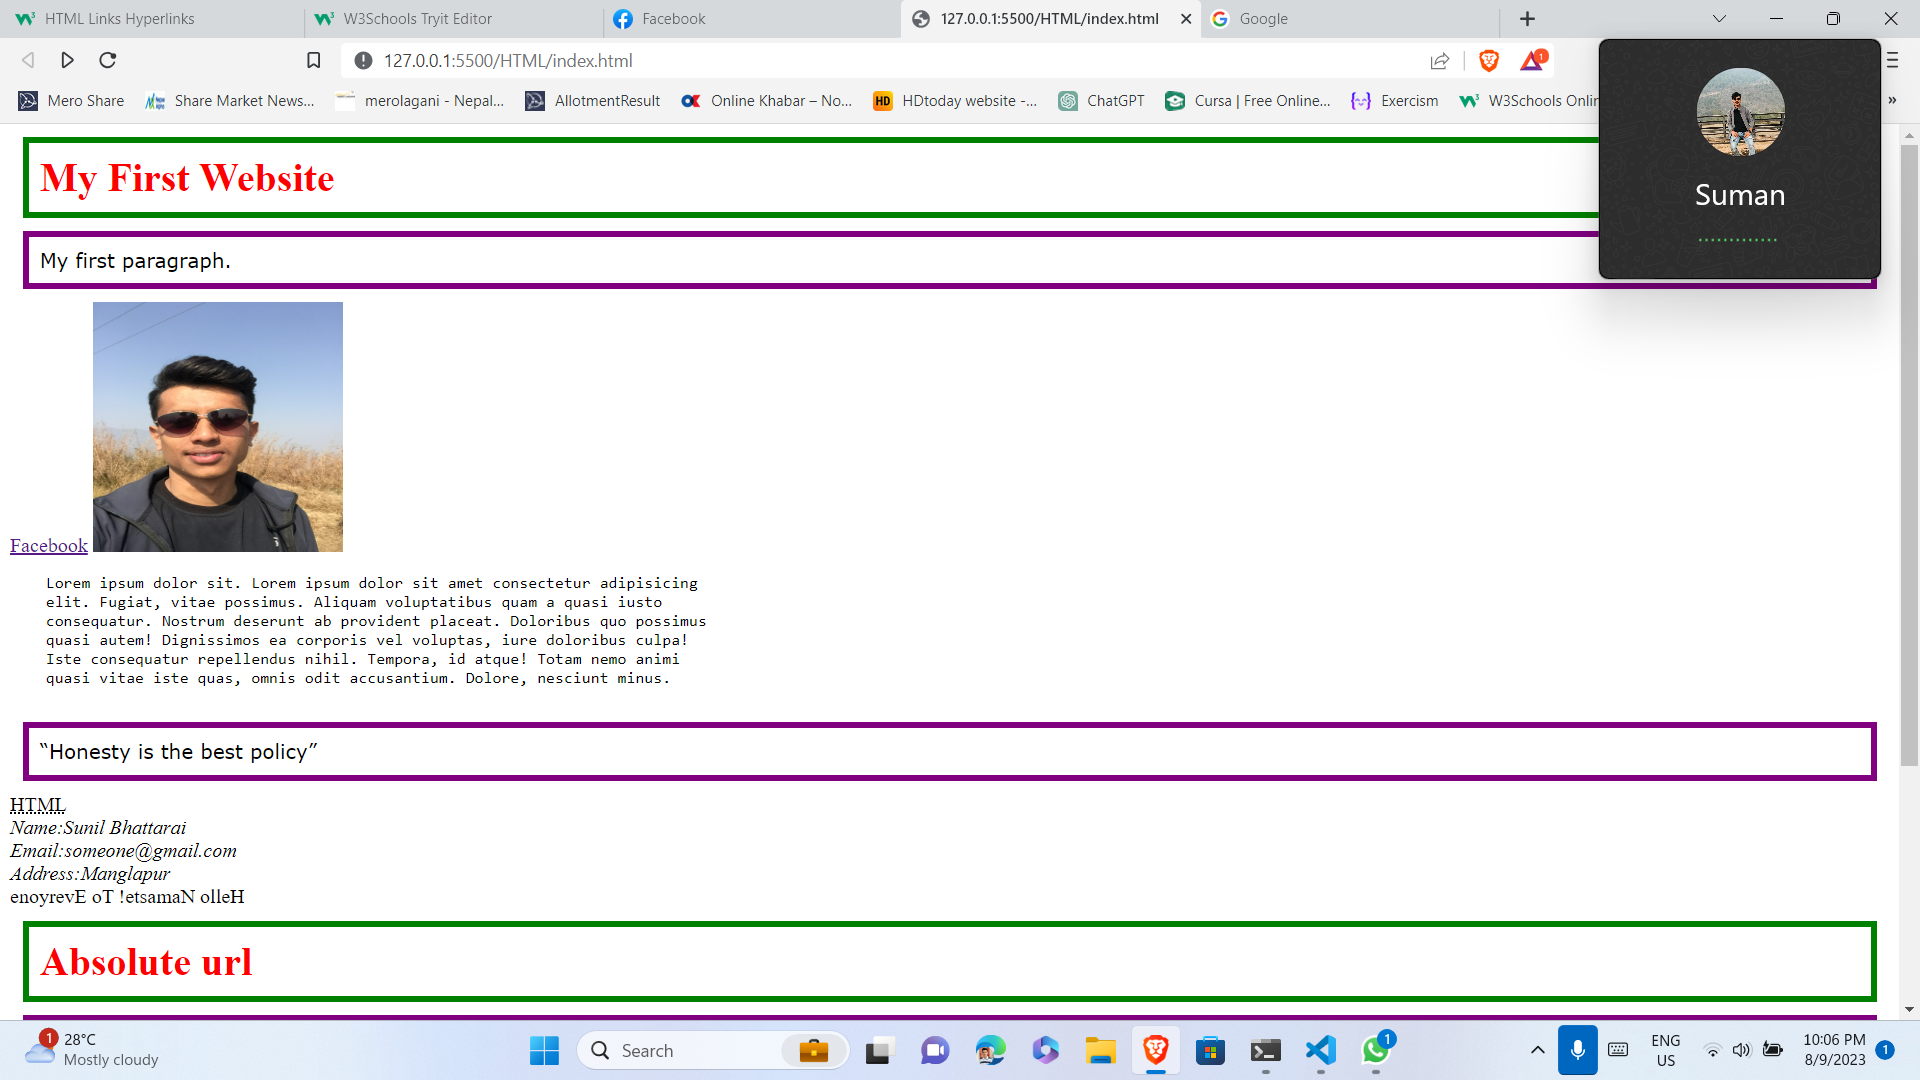 HTML Links Hyperlinks
W3Schools Tryit Editor
Facebook
127.0.0.1:5500/HTML/index.html
Google
127.0.0.1:5500/HTML/index.html
1
Mero Share
Share Market News...
merolagani - Nepal...
AllotmentResult
Online Khabar – No...
HD
HDtoday website -...
ChatGPT
Cursa | Free Online...
Exercism
W3Schools Onlin
»
Suman
My First Website
My first paragraph.
Facebook
Lorem ipsum dolor sit. Lorem ipsum dolor sit amet consectetur adipisicing
elit. Fugiat, vitae possimus. Aliquam voluptatibus quam a quasi iusto
consequatur. Nostrum deserunt ab provident placeat. Doloribus quo possimus
quasi autem! Dignissimos ea corporis vel voluptas, iure doloribus culpa!
Iste consequatur repellendus nihil. Tempora, id atque! Totam nemo animi
quasi vitae iste quas, omnis odit accusantium. Dolore, nesciunt minus.
“Honesty is the best policy”
HTML
Name:Sunil Bhattarai
Email:someone@gmail.com
Address:Manglapur
enoyrevE oT !etsamaN olleH
Absolute url
1
28°C
Mostly cloudy
Search
1
ENG
US
10:06 PM
8/9/2023
1